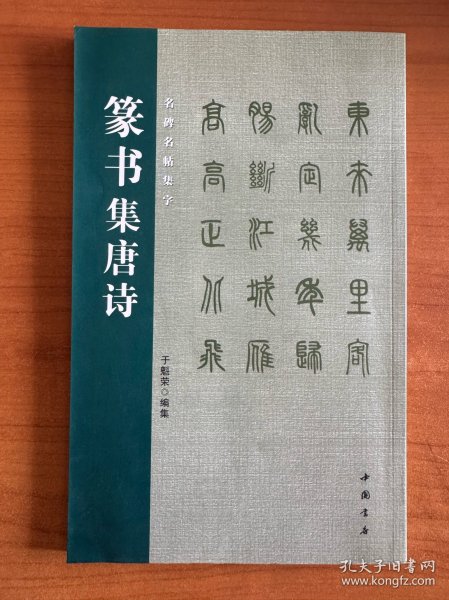 篆书集唐诗
名碑名帖集字
于魁荣○编集
東來萬里客
亂定幾年歸
腸斷江城雁
高高正北飛
中国书店
孔夫子旧书网
www.kongfz.com